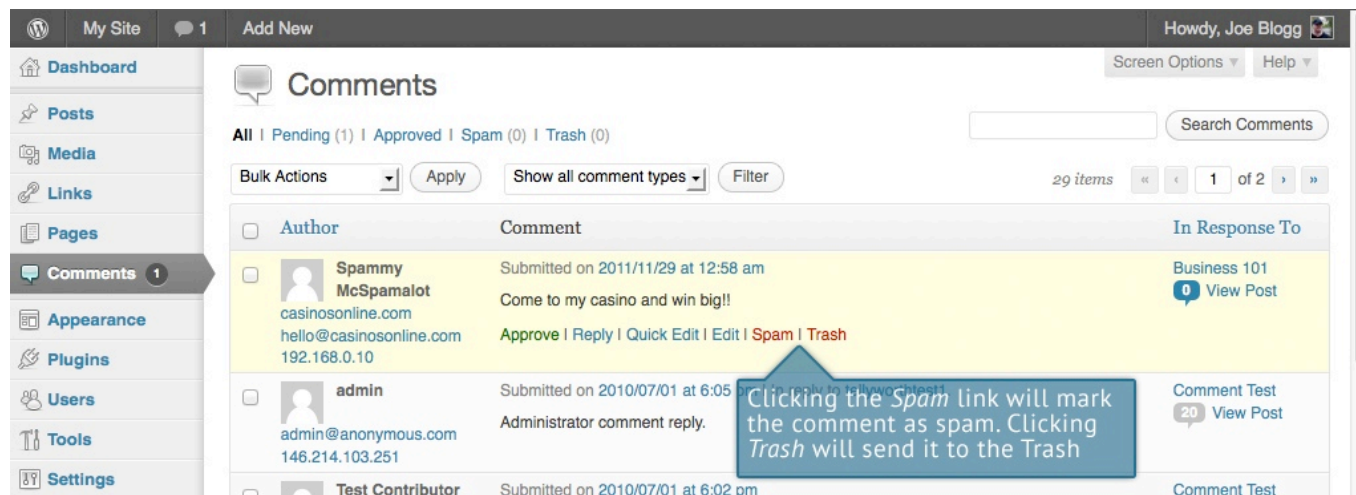 My Site 1 Add New Howdy, Joe Blogg
Dashboard
Posts
Media
Links
Pages
Comments 1
Appearance
Plugins
Users
Tools
Settings
Screen Options Help
Comments
All | Pending (1) | Approved | Spam (0) | Trash (0)
Search Comments
Bulk Actions Apply Show all comment types Filter 29 items « ‹ 1 of 2 › »
Author Comment In Response To
Spammy
McSpamalot
casinosonline.com
hello@casinosonline.com
192.168.0.10
Submitted on 2011/11/29 at 12:58 am
Come to my casino and win big!!
Approve | Reply | Quick Edit | Edit | Spam | Trash
Business 101
0 View Post
admin
admin@anonymous.com
146.214.103.251
Submitted on 2010/07/01 at 6:05 pm | In reply to tellyworthtest1
Administrator comment reply.
Comment Test
20 View Post
Clicking the Spam link will mark
the comment as spam. Clicking
Trash will send it to the Trash
Test Contributor
Submitted on 2010/07/01 at 6:02 pm
Comment Test